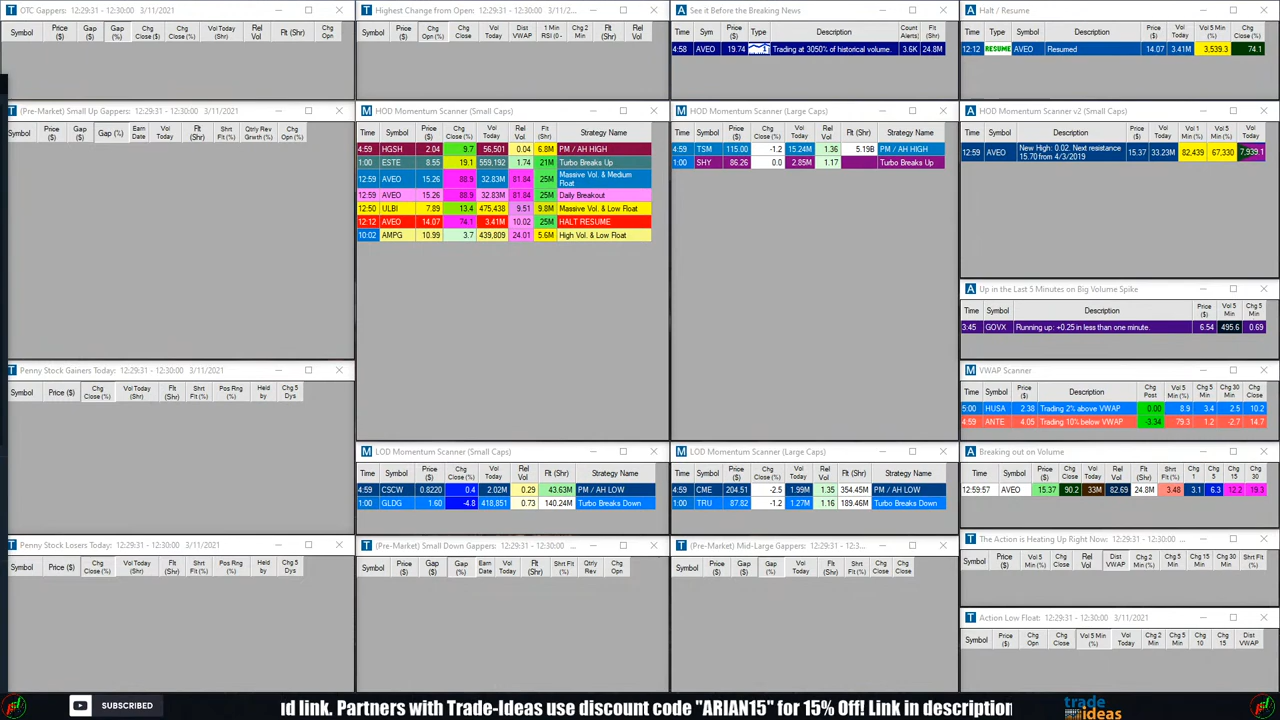 OTC Gappers: 12:29:31 - 12:30:00 3/11/2021
Symbol Price ($) Gap ($) Gap (%) Chg Close ($) Vol Today (Shr) Rel Vol Flt (Shr) Chg Opn
Highest Change from Open: 12:29:31 - 12:30:00 3/11/2...
Symbol Price ($) Chg Opn (%) Vol Today Dist VWAP 1 Min RSI (0 - Chg 2 Min Flt (Shr) Rel Vol
See it Before the Breaking News
Time Sym Price ($) Type Description Count Alerts Flt (Shr)
4:58 AVEO 19.74 Trading at 3050% of historical volume. 3.6K 24.8M
Halt / Resume
Time Type Symbol Description Price ($) Vol Today Vol 5 Min (%) Chg Close (%)
12:12 RESUME AVEO Resumed 14.07 3.41M 3,539.3 74.1
(Pre-Market) Small Up Gappers: 12:29:31 - 12:30:00 3/11/2021
Symbol Price ($) Gap ($) Gap (%) Earn Date Vol Today Flt (Shr) Shrt Flt (%) Qtrly Rev Grwth (%) Chg Opn (%)
HOD Momentum Scanner (Small Caps)
Time Symbol Price ($) Chg Close (%) Vol Today Rel Vol Flt (Shr) Strategy Name
4:59 HGSH 2.04 9.7 56,501 0.04 6.8M PM / AH HIGH
1:00 ESTE 8.55 19.1 559,192 1.74 21M Turbo Breaks Up
12:59 AVEO 15.26 88.9 32.83M 81.84 25M Massive Vol. & Medium Float
12:59 AVEO 15.26 88.9 32.83M 81.84 25M Daily Breakout
12:50 ULBI 7.89 13.4 475,438 9.51 9.8M Massive Vol. & Low Float
12:12 AVEO 14.07 74.1 3.41M 10.02 25M HALT RESUME
10:02 AMPG 10.99 3.7 439,809 24.01 5.6M High Vol. & Low Float
HOD Momentum Scanner (Large Caps)
Time Symbol Price ($) Chg Close (%) Vol Today Rel Vol Flt (Shr) Strategy Name
4:59 TSM 115.00 -1.2 15.24M 1.36 5.19B PM / AH HIGH
1:00 SHY 86.26 0.0 2.85M 1.17 Turbo Breaks Up
HOD Momentum Scanner v2 (Small Caps)
Time Symbol Description Price ($) Vol Today Vol 1 Min (%) Vol 5 Min (%) Chg Close (%)
12:59 AVEO New High: 0.02. Next resistance 15.70 from 4/3/2019 15.37 33.23M 82,439 67,330 7,939.1
Up in the Last 5 Minutes on Big Volume Spike
Time Symbol Description Price ($) Vol 5 Min Chg 5 Min
3:45 GOVX Running up: +0.25 in less than one minute. 6.54 495.6 0.69
Penny Stock Gainers Today: 12:29:31 - 12:30:00 3/11/2021
Symbol Price ($) Chg Close (%) Vol Today (Shr) Flt (Shr) Shrt Flt (%) Pos Rng (%) Held by Chg 5 Dys
VWAP Scanner
Time Symbol Price ($) Description Chg Post Vol 5 Min (%) Chg 5 Min Chg 30 Min Chg Close
5:00 HUSA 2.38 Trading 2% above VWAP 0.00 8.9 3.4 2.5 10.2
4:59 ANTE 4.05 Trading 10% below VWAP -3.34 79.3 1.2 -2.7 14.7
LOD Momentum Scanner (Small Caps)
Time Symbol Price ($) Chg Close (%) Vol Today Rel Vol Flt (Shr) Strategy Name
4:59 CSCW 0.8220 0.4 2.02M 0.29 43.63M PM / AH LOW
1:00 GLDG 1.60 -4.8 418,851 0.73 140.24M Turbo Breaks Down
LOD Momentum Scanner (Large Caps)
Time Symbol Price ($) Chg Close (%) Vol Today Rel Vol Flt (Shr) Strategy Name
4:59 CME 204.51 -2.5 1.99M 1.35 354.45M PM / AH LOW
1:00 TRU 87.82 -1.2 1.27M 1.16 189.46M Turbo Breaks Down
Breaking out on Volume
Time Symbol Price ($) Chg Close Vol Today Rel Vol Flt (Shr) Shrt Flt (%) Chg 1 Chg 5 Chg 15 Chg 30
12:59:57 AVEO 15.37 90.2 33M 82.69 24.8M 3.48 3.1 6.3 12.2 19.3
Penny Stock Losers Today: 12:29:31 - 12:30:00 3/11/2021
Symbol Price ($) Chg Close (%) Vol Today (Shr) Flt (Shr) Shrt Flt (%) Pos Rng (%) Held by Chg 5 Dys
(Pre-Market) Small Down Gappers: 12:29:31 - 12:30:00 ...
Symbol Price ($) Gap ($) Gap (%) Earn Date Vol Today Flt (Shr) Shrt Flt (%) Qtrly Rev Chg Opn
(Pre-Market) Mid-Large Gappers: 12:29:31 - 12:3...
Symbol Price ($) Gap ($) Gap (%) Vol Today Flt (Shr) Shrt Flt (%) Chg Close Chg Close
The Action is Heating Up Right Now: 12:29:31 - 12:30:00 ...
Symbol Price ($) Vol 5 Min (%) Chg Close Rel Vol Dist VWAP Chg 2 Min (%) Chg 5 Min Chg 15 Min Chg 30 Min Shrt Flt (%)
Action Low Float: 12:29:31 - 12:30:00 3/11/2021
Symbol Price ($) Chg Opn Chg Close Vol 5 Min (%) Vol Today Chg 2 Min Chg 5 Min Chg 10 Chg 15 Dist VWAP
SUBSCRIBED
d link. Partners with Trade-Ideas use discount code "ARIAN15" for 15% Off! Link in description
trade ideas